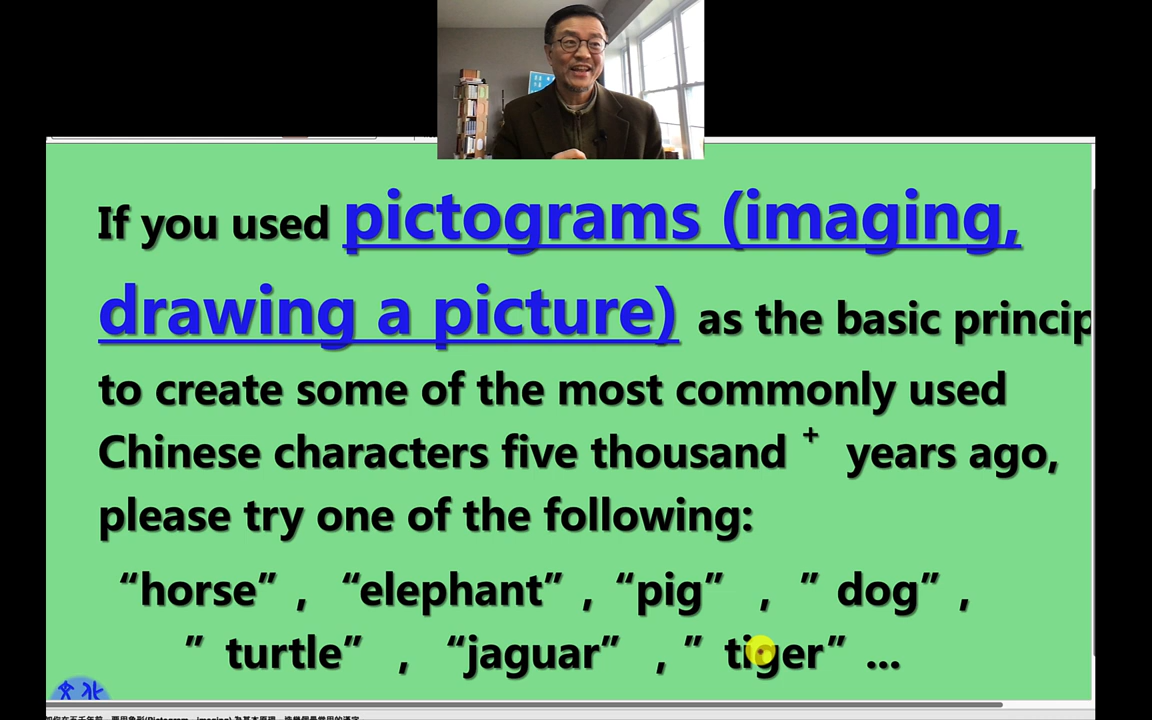 If you used pictograms (imaging,
drawing a picture) as the basic princip
to create some of the most commonly used
Chinese characters five thousand + years ago,
please try one of the following:
“horse” , “elephant” , “pig” , ” dog” ,
” turtle” , “jaguar” , ” tiger” ...